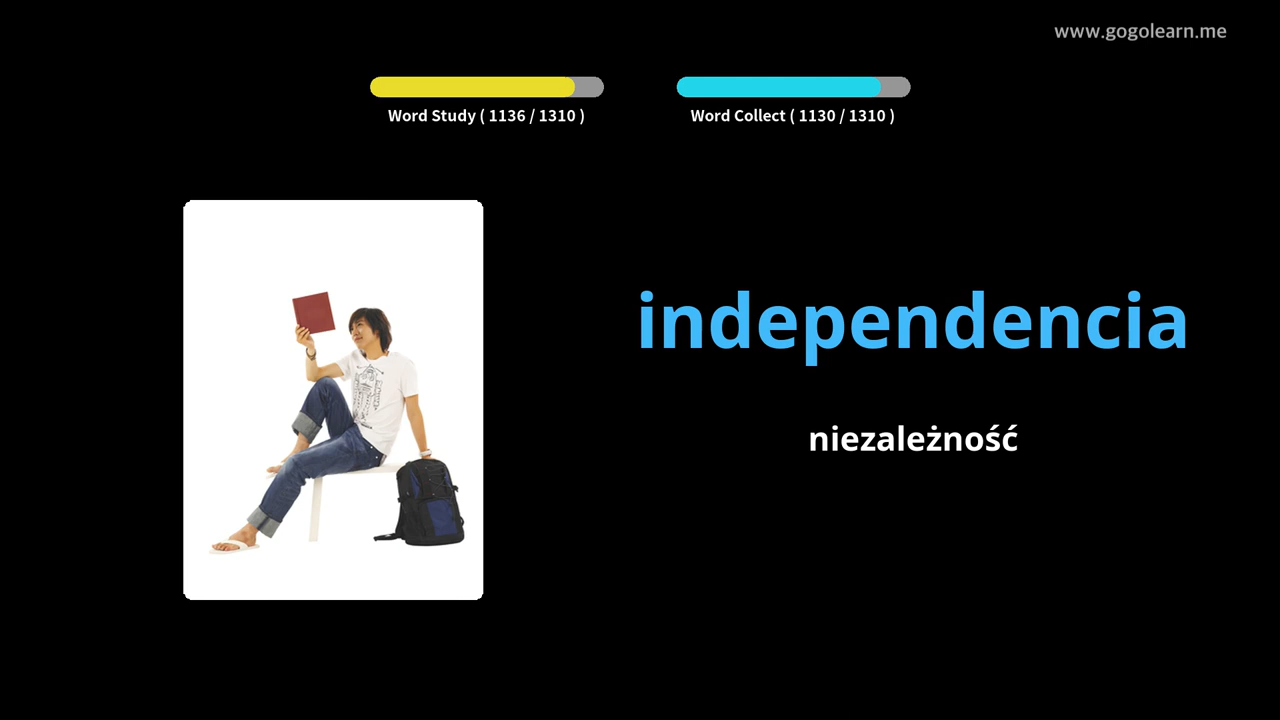 www.gogolearn.me
Word Study ( 1136 / 1310 )
Word Collect ( 1130 / 1310 )
independencia
niezależność